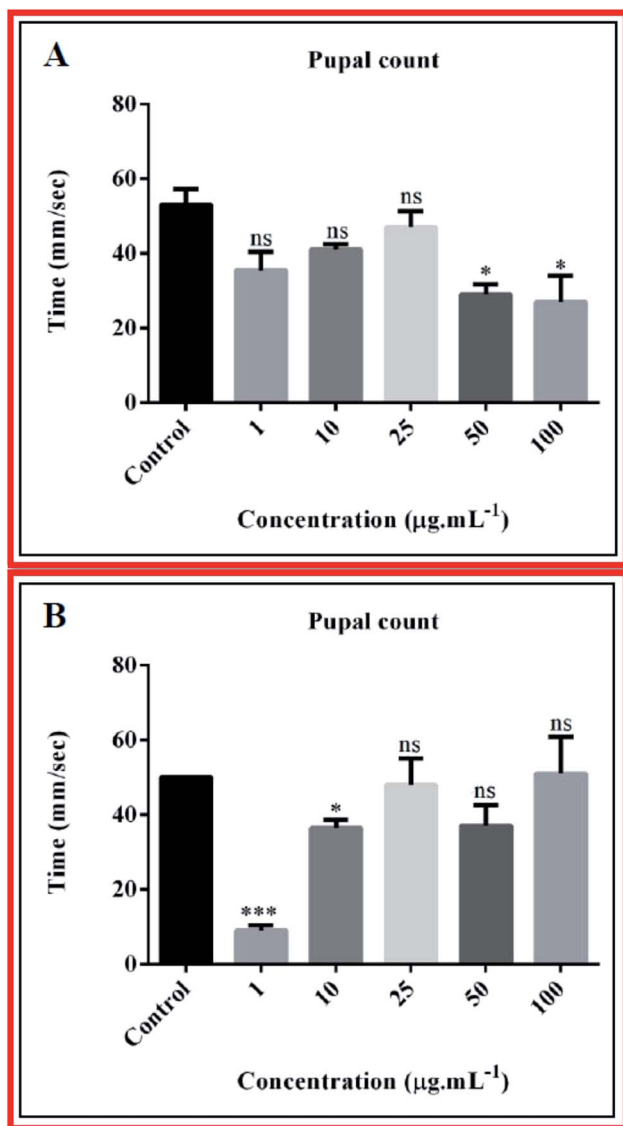 A
Pupal count
80
60
40
20
0
Time (mm/sec)
ns
ns
ns
*
*
Control
1
10
25
50
100
Concentration (µg.mL⁻¹)
B
Pupal count
80
60
40
20
0
Time (mm/sec)
***
*
ns
ns
ns
Control
1
10
25
50
100
Concentration (µg.mL⁻¹)